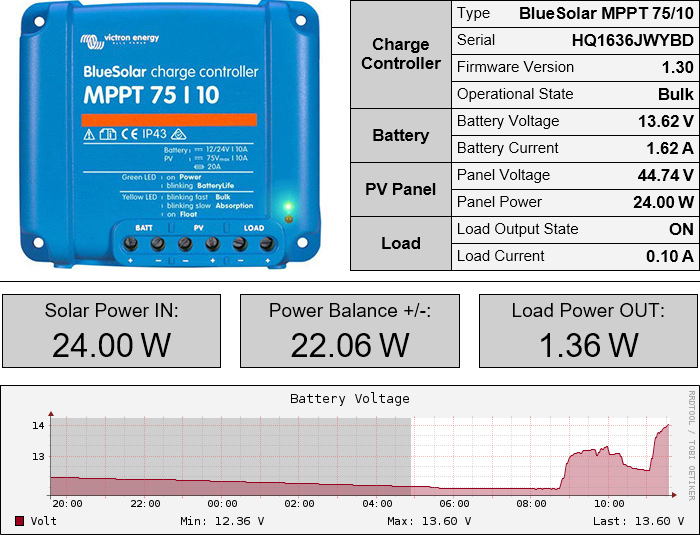 victron energy
BLUE POWER
BlueSolar charge controller
MPPT 75 | 10
CE IP43
Battery: 12/24V | 10A
PV : 75Vmax | 10A
20A
Green LED : on Power
blinking BatteryLife
Yellow LED : blinking fast Bulk
blinking slow Absorption
on Float
BATT PV LOAD
+ − − + − +
Charge Controller
Type BlueSolar MPPT 75/10
Serial HQ1636JWYBD
Firmware Version 1.30
Operational State Bulk
Battery
Battery Voltage 13.62 V
Battery Current 1.62 A
PV Panel
Panel Voltage 44.74 V
Panel Power 24.00 W
Load
Load Output State ON
Load Current 0.10 A
Solar Power IN:
24.00 W
Power Balance +/-:
22.06 W
Load Power OUT:
1.36 W
Battery Voltage
14
13
20:00 22:00 00:00 02:00 04:00 06:00 08:00 10:00
Volt Min: 12.36 V Max: 13.60 V Last: 13.60 V
RRDTOOL / TOBI OETIKER